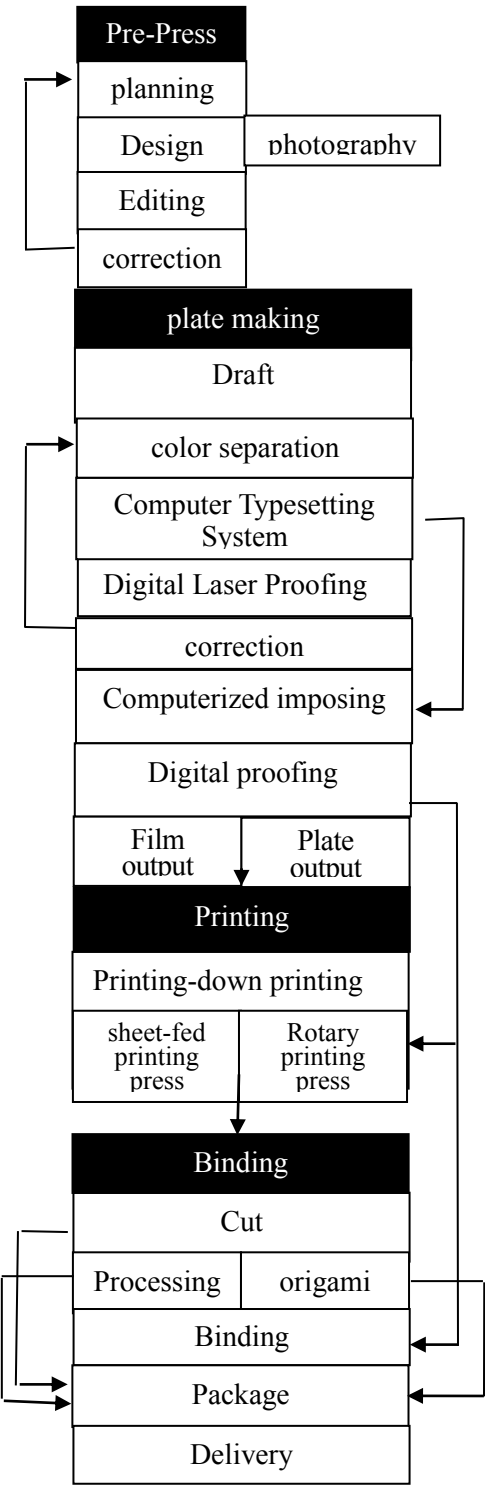 Pre-Press
planning
Design
photography
Editing
correction
plate making
Draft
color separation
Computer Typesetting
System
Digital Laser Proofing
correction
Computerized imposing
Digital proofing
Film
output
Plate
output
Printing
Printing-down printing
sheet-fed
printing
press
Rotary
printing
press
Binding
Cut
Processing
origami
Binding
Package
Delivery